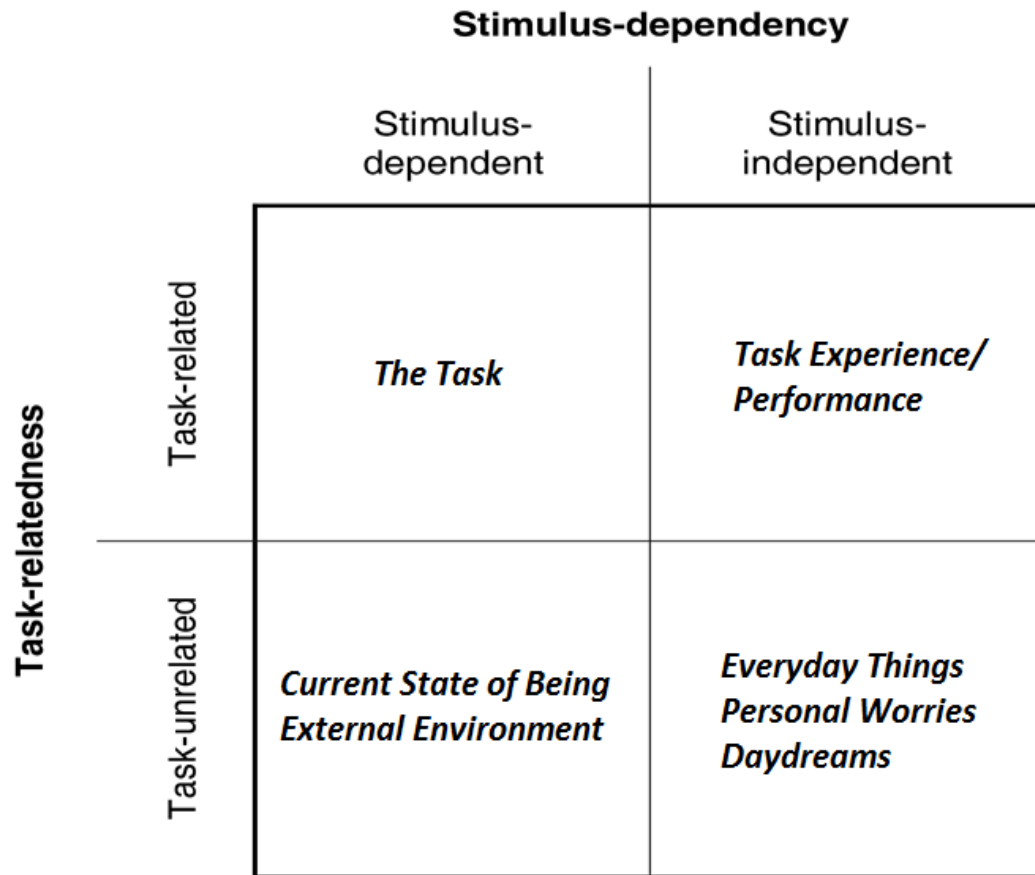 Stimulus-dependency
Stimulus-
dependent
Stimulus-
independent
Task-relatedness
Task-related
The Task
Task Experience/
Performance
Task-unrelated
Current State of Being
External Environment
Everyday Things
Personal Worries
Daydreams